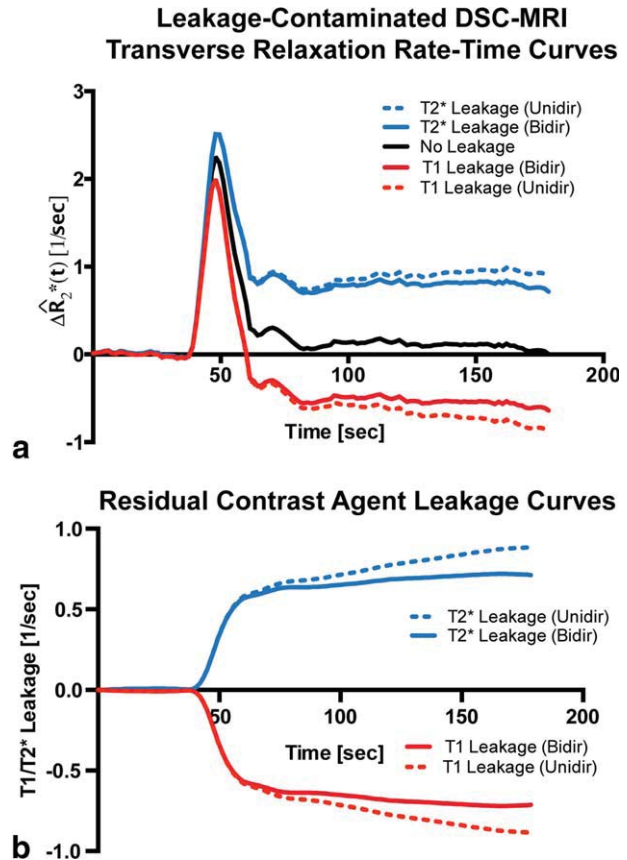 Leakage-Contaminated DSC-MRI
Transverse Relaxation Rate-Time Curves
3
2
1
0
-1
ΔR̂₂*(t) [1/sec]
T2* Leakage (Unidir)
T2* Leakage (Bidir)
No Leakage
T1 Leakage (Bidir)
T1 Leakage (Unidir)
50
100
150
200
Time [sec]
a
Residual Contrast Agent Leakage Curves
1.0
0.5
0.0
-0.5
-1.0
T1/T2* Leakage [1/sec]
T2* Leakage (Unidir)
T2* Leakage (Bidir)
50
100
150
200
Time [sec]
T1 Leakage (Bidir)
T1 Leakage (Unidir)
b